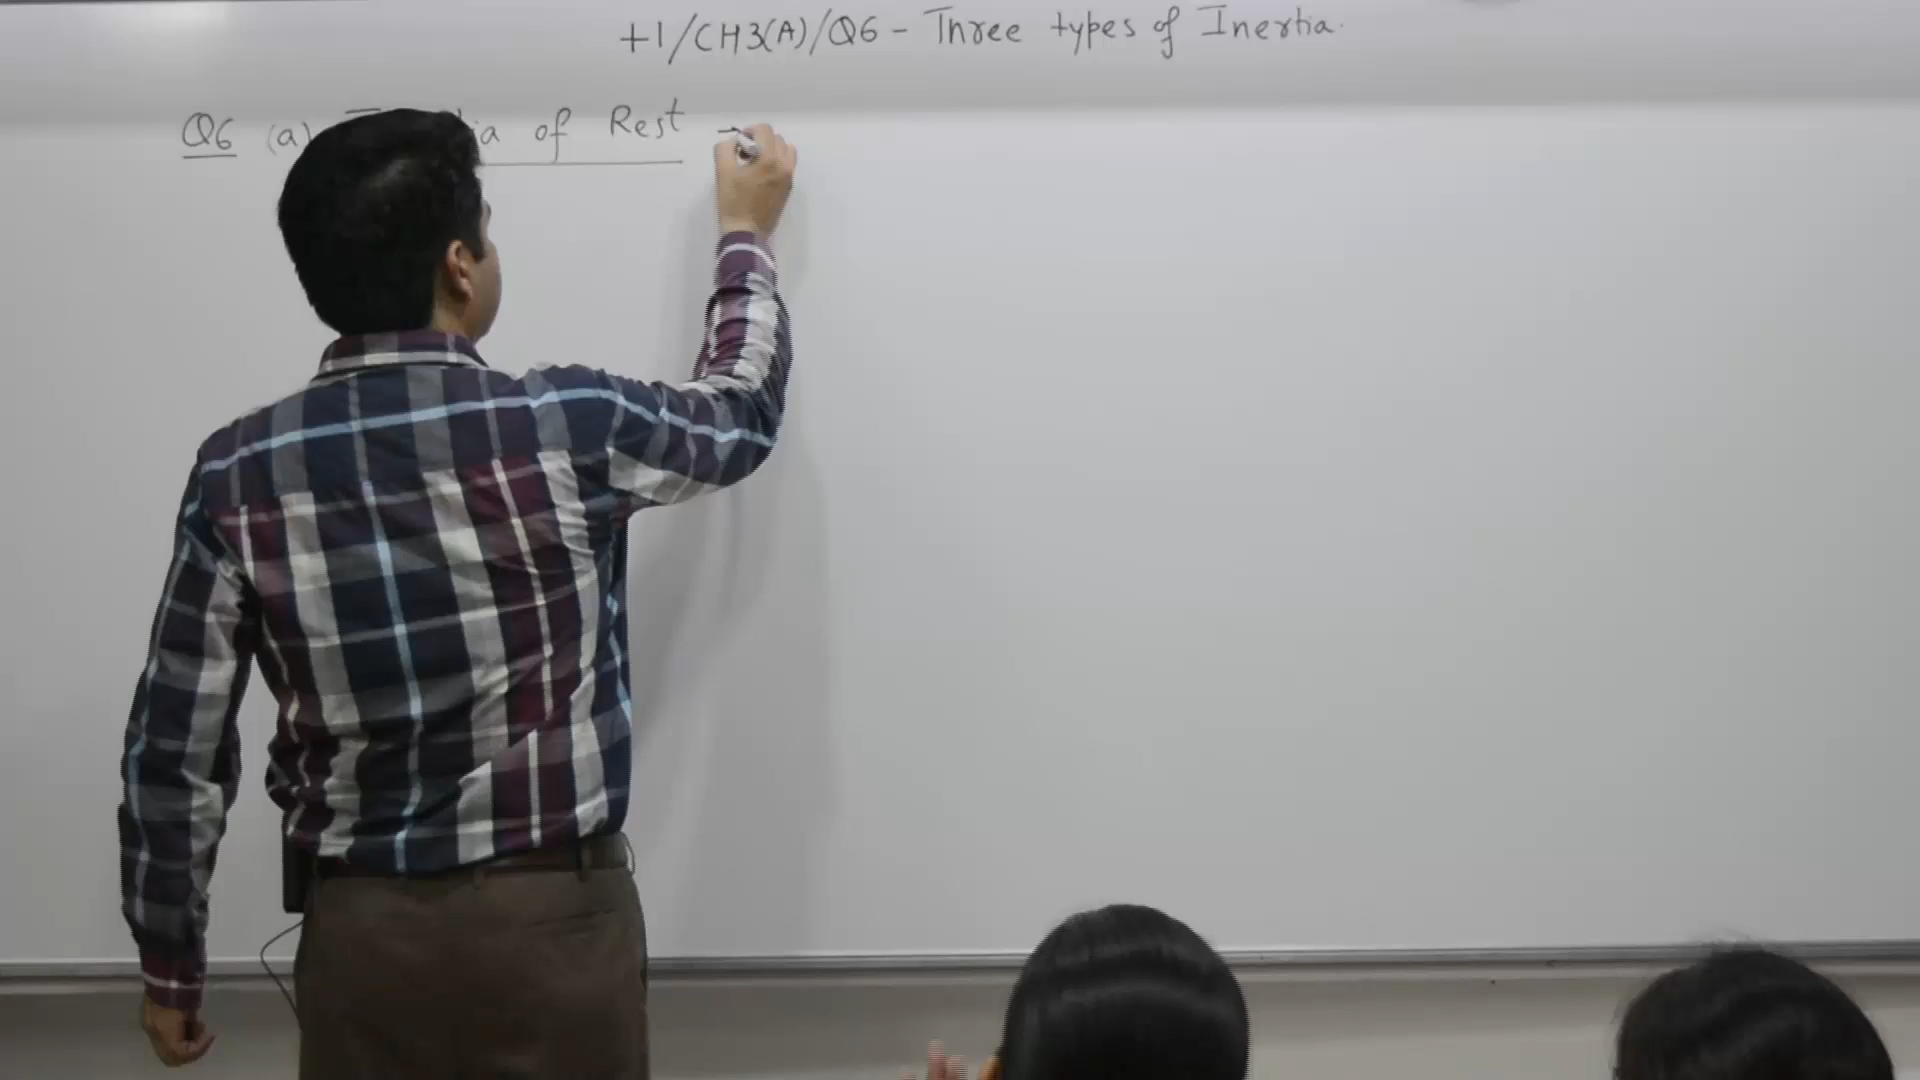 +1/CH3(A)/Q6 - Three types of Inertia.
Q6 (a) of Rest →